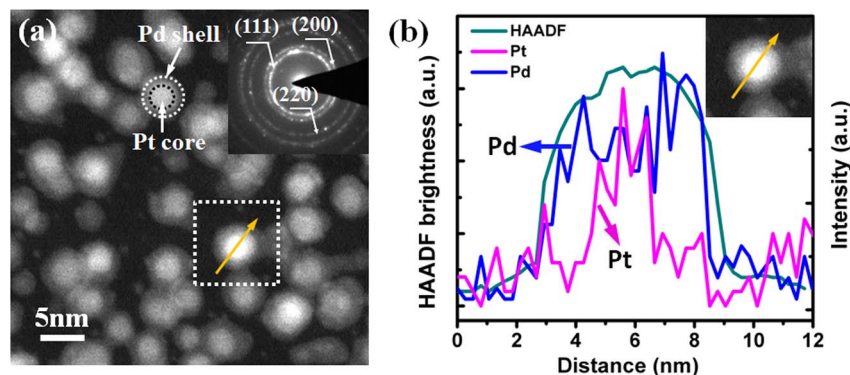 (a)
Pd shell
Pt core
(111)
(200)
(220)
5nm
(b)
HAADF
Pt
Pd
Pd
Pt
HAADF brightness (a.u.)
Intensity (a.u.)
0 2 4 6 8 10 12
Distance (nm)